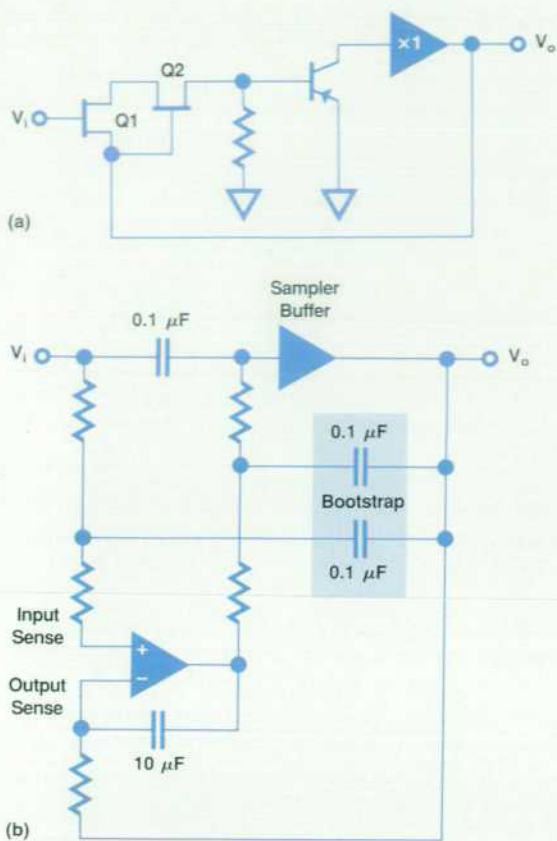 ×1
Vₒ
Q2
Vᵢ
Q1
(a)
Sampler
Buffer
0.1 μF
Vᵢ
Vₒ
0.1 μF
Bootstrap
0.1 μF
Input
Sense
+
Output
Sense
−
10 μF
(b)